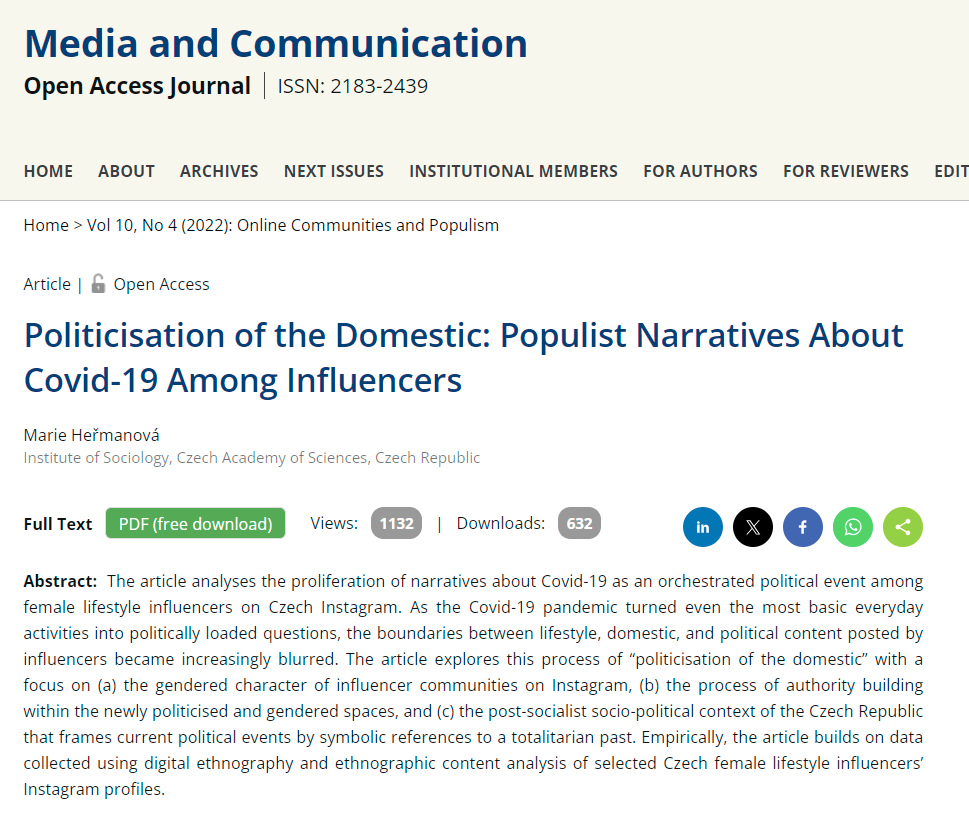 Media and Communication
Open Access Journal | ISSN: 2183-2439
HOME ABOUT ARCHIVES NEXT ISSUES INSTITUTIONAL MEMBERS FOR AUTHORS FOR REVIEWERS EDIT
Home > Vol 10, No 4 (2022): Online Communities and Populism
Article | Open Access
Politicisation of the Domestic: Populist Narratives About
Covid-19 Among Influencers
Marie Heřmanová
Institute of Sociology, Czech Academy of Sciences, Czech Republic
Full Text PDF (free download) Views: 1132 | Downloads: 632
Abstract: The article analyses the proliferation of narratives about Covid-19 as an orchestrated political event among
female lifestyle influencers on Czech Instagram. As the Covid-19 pandemic turned even the most basic everyday
activities into politically loaded questions, the boundaries between lifestyle, domestic, and political content posted by
influencers became increasingly blurred. The article explores this process of “politicisation of the domestic” with a
focus on (a) the gendered character of influencer communities on Instagram, (b) the process of authority building
within the newly politicised and gendered spaces, and (c) the post-socialist socio-political context of the Czech Republic
that frames current political events by symbolic references to a totalitarian past. Empirically, the article builds on data
collected using digital ethnography and ethnographic content analysis of selected Czech female lifestyle influencers’
Instagram profiles.